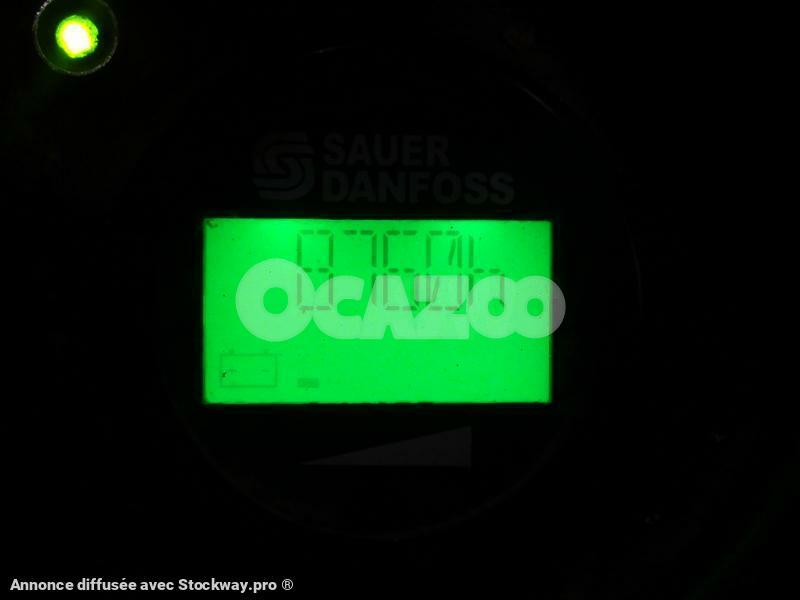 SAUER
DANFOSS
OCAZOO
Annonce diffusée avec Stockway.pro ®